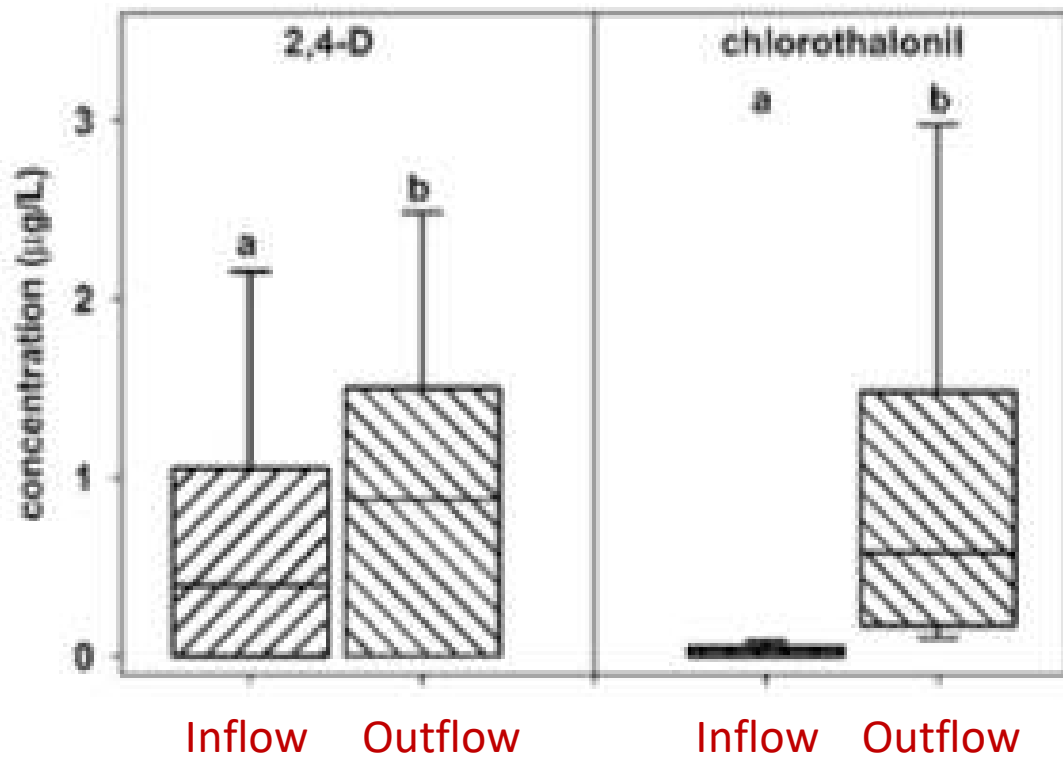 2,4-D
chlorothalonil
a
b
a
b
concentration (µg/L)
3
2
1
0
Inflow
Outflow
Inflow
Outflow